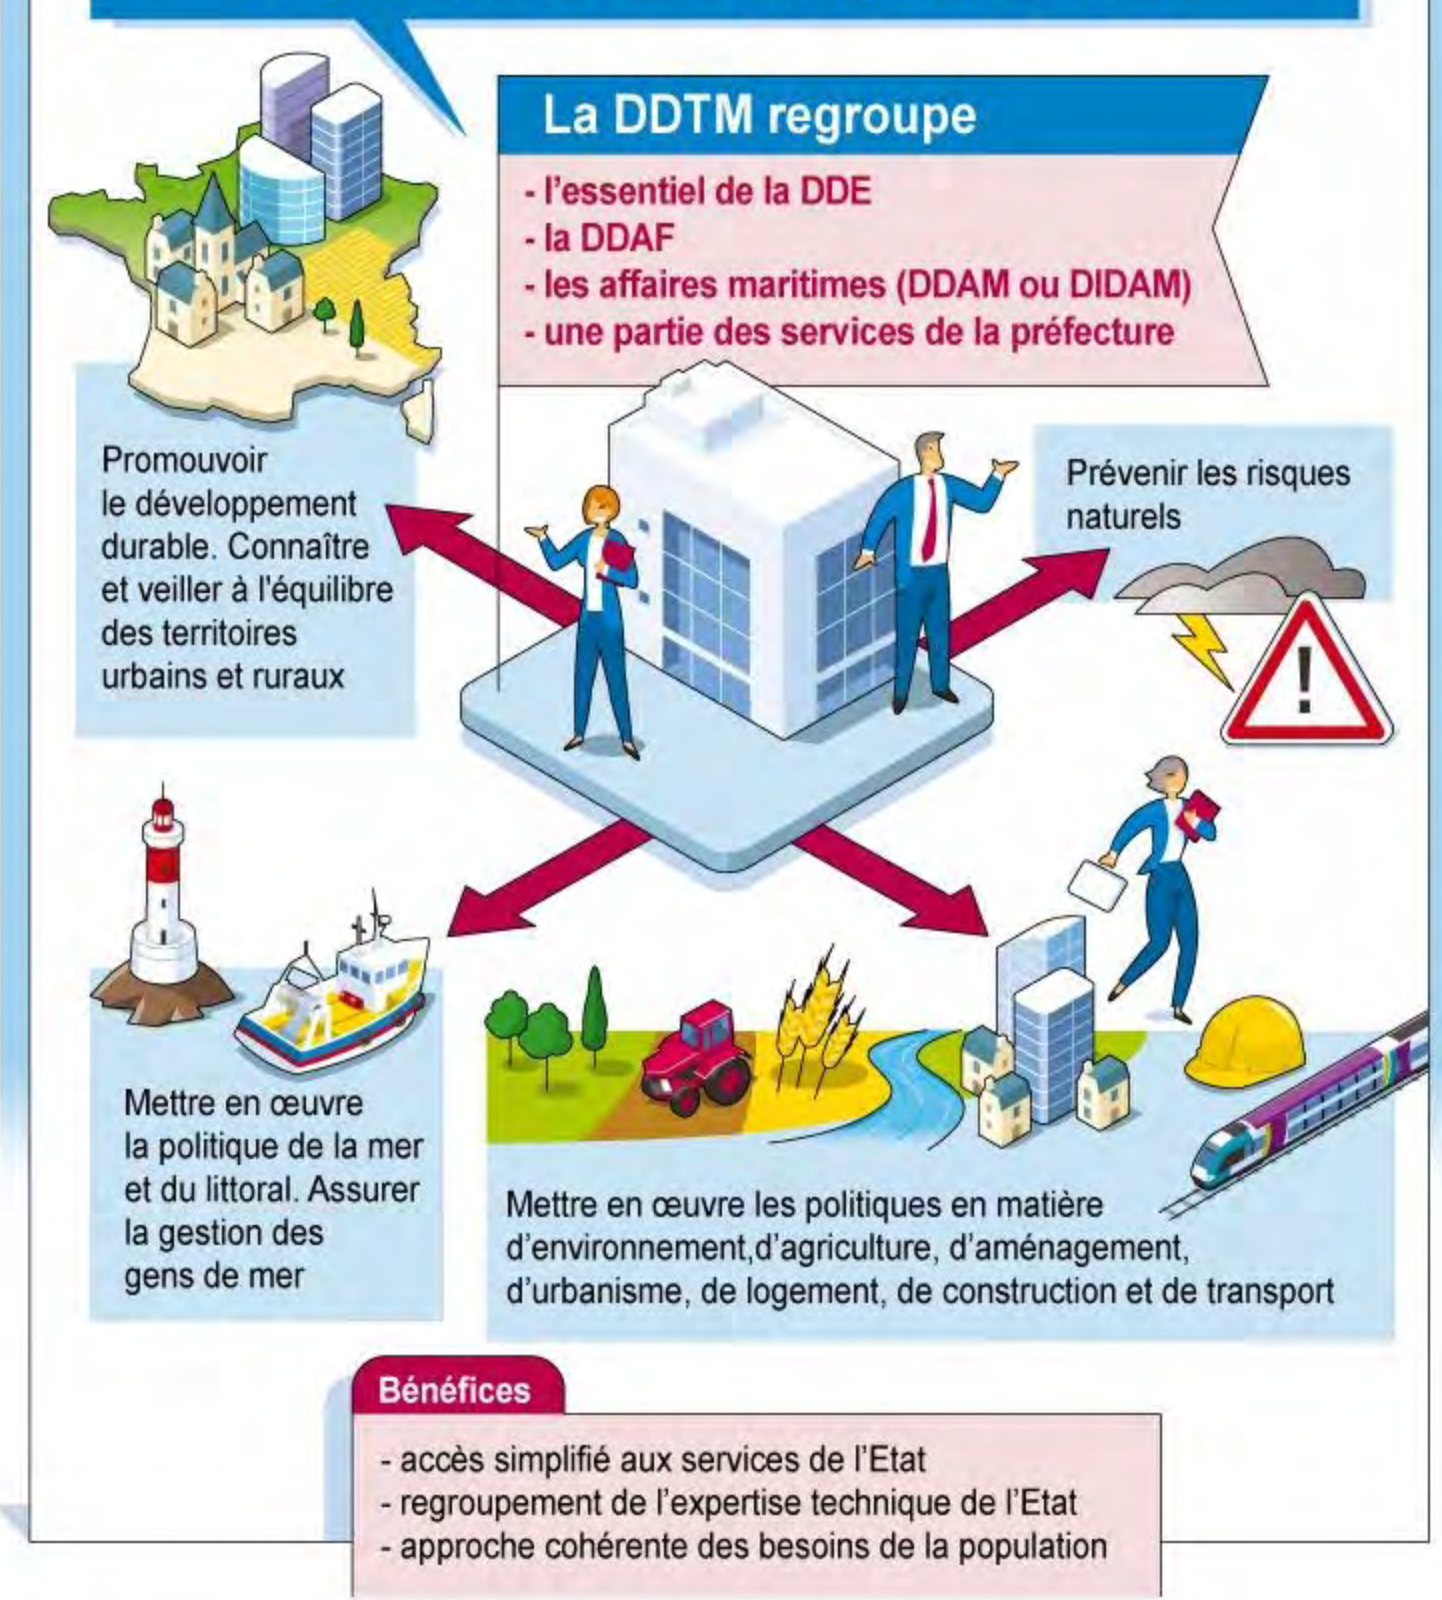 La DDTM regroupe
- l'essentiel de la DDE
- la DDAF
- les affaires maritimes (DDAM ou DIDAM)
- une partie des services de la préfecture
Promouvoir
le développement
durable. Connaître
et veiller à l'équilibre
des territoires
urbains et ruraux
Prévenir les risques
naturels
!
Mettre en œuvre
la politique de la mer
et du littoral. Assurer
la gestion des
gens de mer
Mettre en œuvre les politiques en matière
d'environnement,d'agriculture, d'aménagement,
d'urbanisme, de logement, de construction et de transport
Bénéfices
- accès simplifié aux services de l'Etat
- regroupement de l'expertise technique de l'Etat
- approche cohérente des besoins de la population